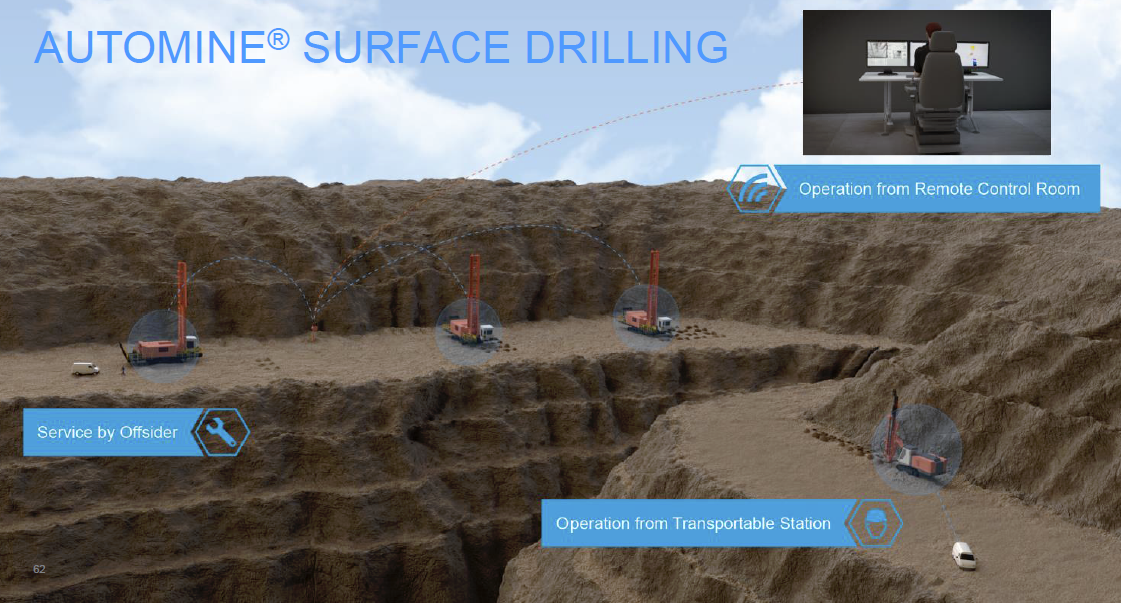 AUTOMINE® SURFACE DRILLING
Operation from Remote Control Room
Service by Offsider
Operation from Transportable Station
62